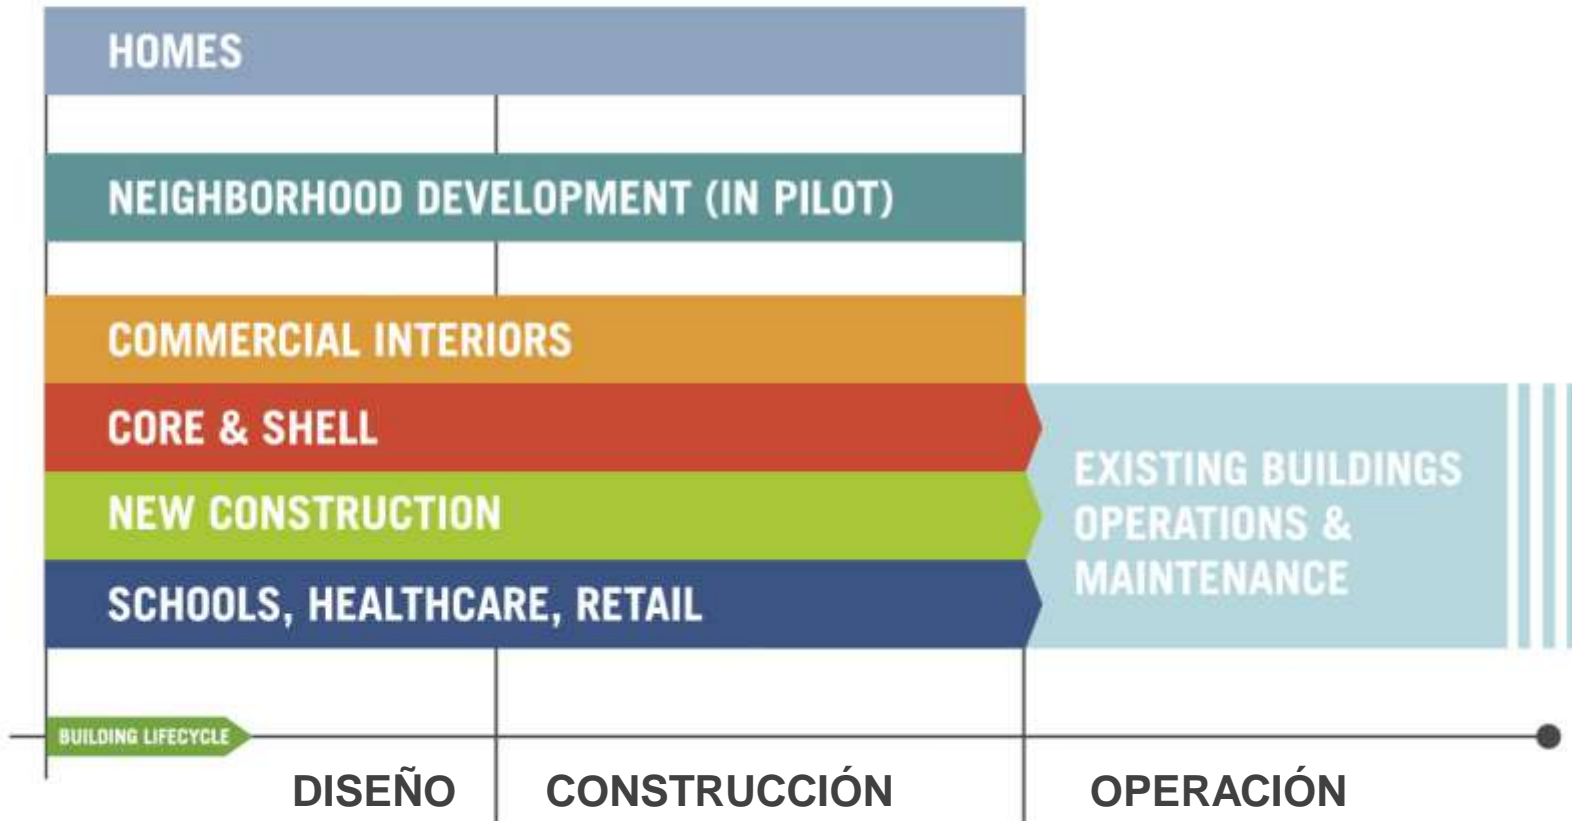 HOMES
NEIGHBORHOOD DEVELOPMENT (IN PILOT)
COMMERCIAL INTERIORS
CORE & SHELL
NEW CONSTRUCTION
SCHOOLS, HEALTHCARE, RETAIL
EXISTING BUILDINGS
OPERATIONS &
MAINTENANCE
BUILDING LIFECYCLE
DISEÑO
CONSTRUCCIÓN
OPERACIÓN